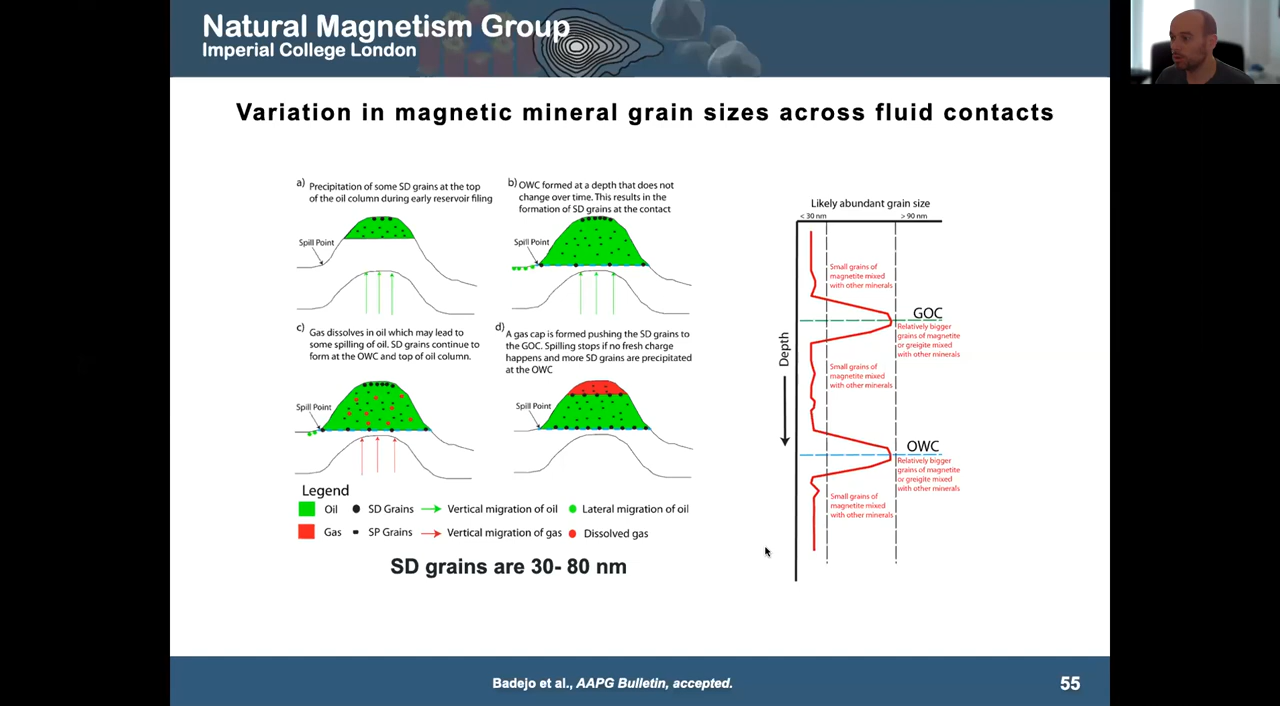 Natural Magnetism Group
Imperial College London
Variation in magnetic mineral grain sizes across fluid contacts
a) Precipitation of some SD grains at the top
of the oil column during early reservoir filing
Spill Point
b) OWC formed at a depth that does not
change over time. This results in the
formation of SD grains at the contact
Spill Point
c) Gas dissolves in oil which may lead to
some spilling of oil. SD grains continue to
form at the OWC and top of oil column.
Spill Point
d) A gas cap is formed pushing the SD grains to
the GOC. Spilling stops if no fresh charge
happens and more SD grains are precipitated
at the OWC
Spill Point
Legend
Oil SD Grains Vertical migration of oil Lateral migration of oil
Gas SP Grains Vertical migration of gas Dissolved gas
SD grains are 30- 80 nm
Likely abundant grain size
< 30 nm > 90 nm
Small grains of
magnetite mixed
with other minerals
GOC
Relatively bigger
grains of magnetite
or greigite mixed
with other minerals
Depth
Small grains of
magnetite mixed
with other minerals
OWC
Relatively bigger
grains of magnetite
or greigite mixed
with other minerals
Small grains of
magnetite mixed
with other minerals
Badejo et al., AAPG Bulletin, accepted.
55